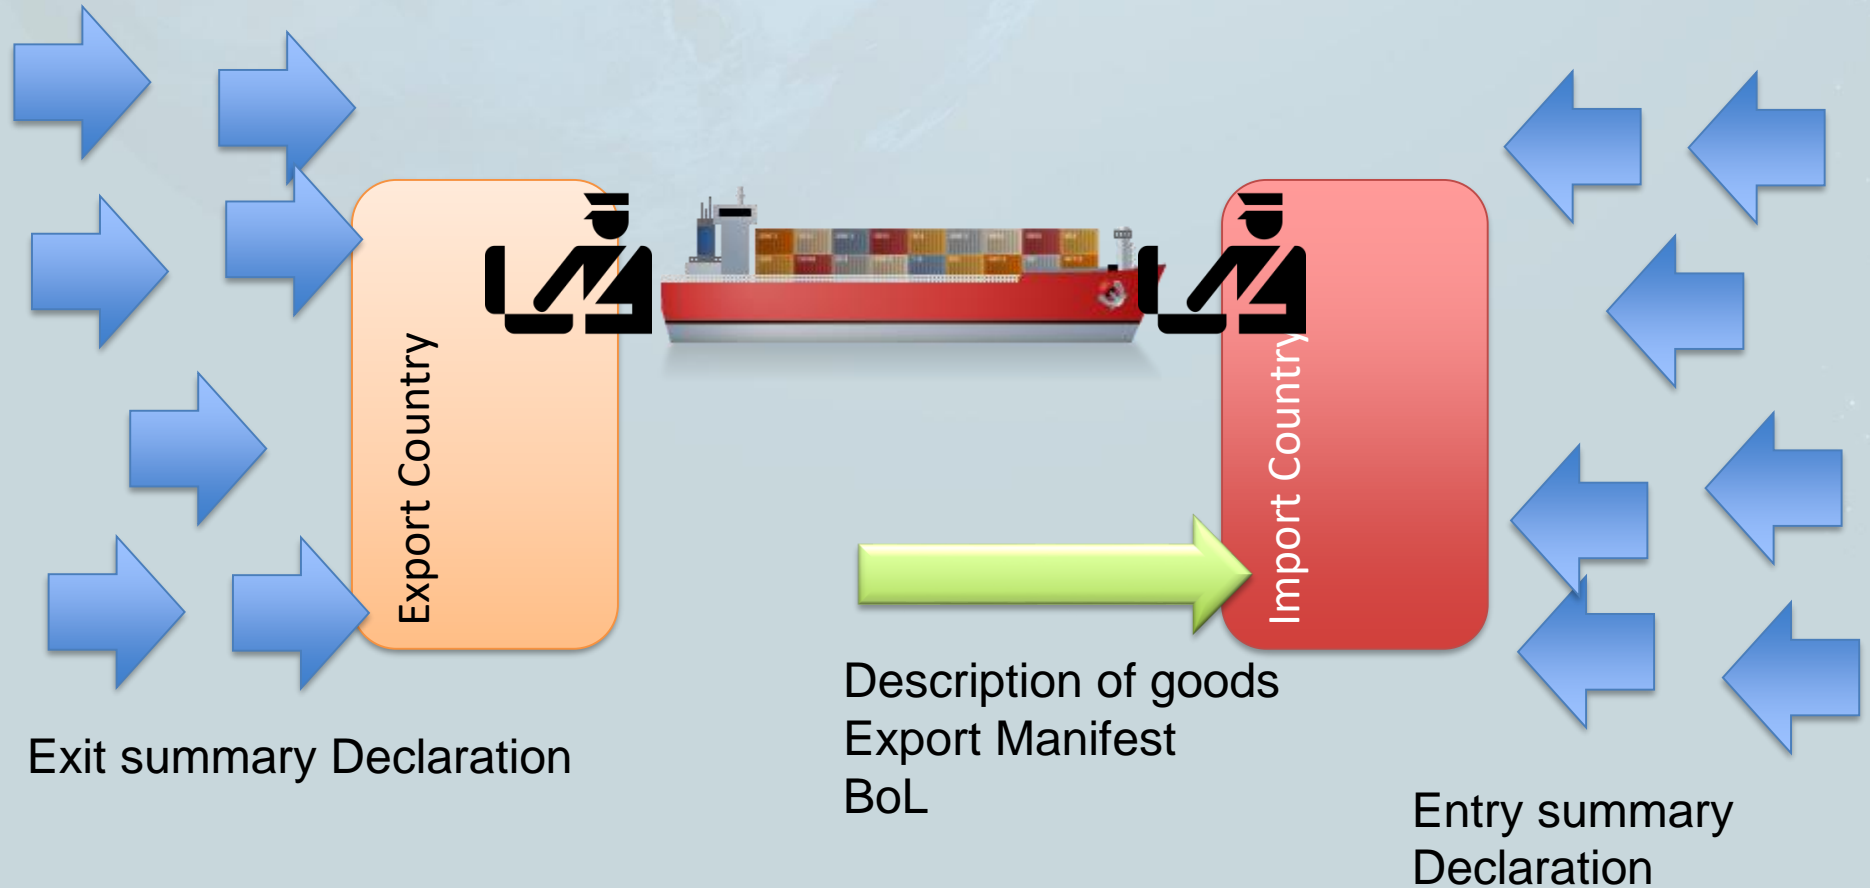 Export Country
Import Country
Description of goods
Export Manifest
BoL
Exit summary Declaration
Entry summary
Declaration